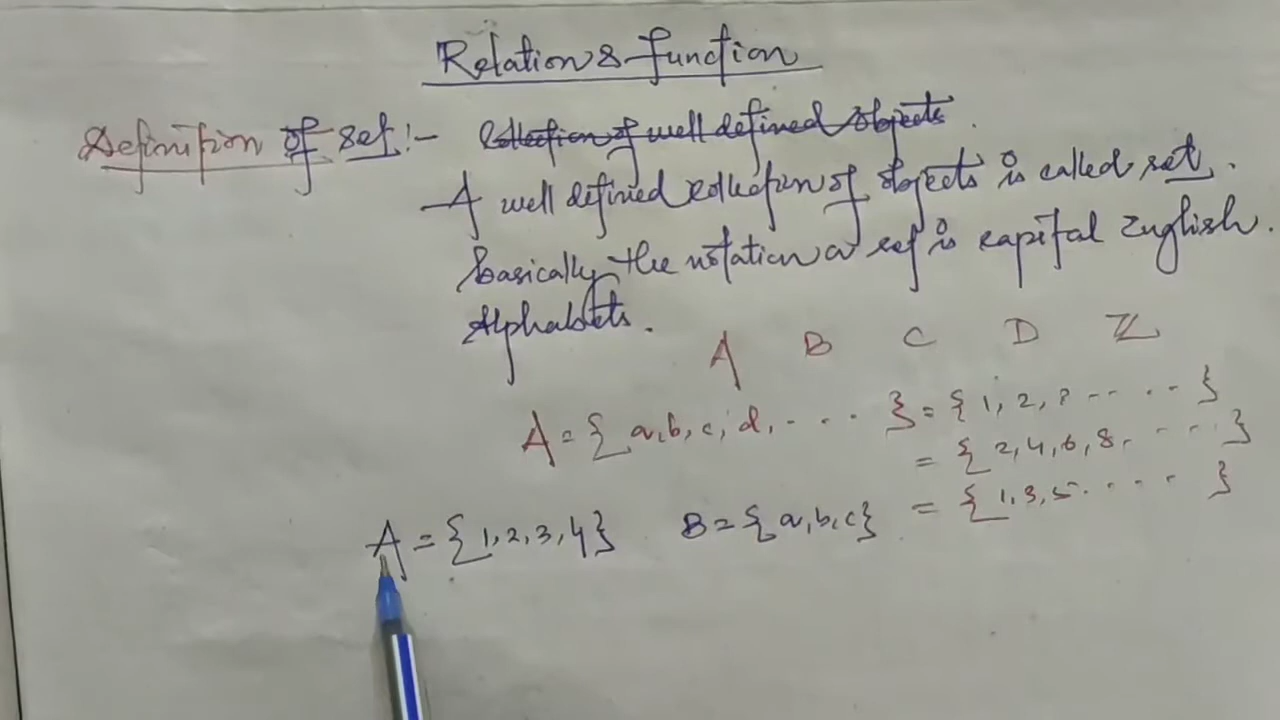 Relation & function
Definition of set :- Collection of well defined objects.
A well defined collection of objects is called set.
basically the notation a set is capital English.
Alphabets.
A B C D Z
A = { a, b, c, d, - . . . } = { 1, 2, 3 - - . . . }
= { 2, 4, 6, 8, . . . . }
= { 1, 3, 5 . . . . . }
A = { 1, 2, 3, 4 } B = { a, b, c }